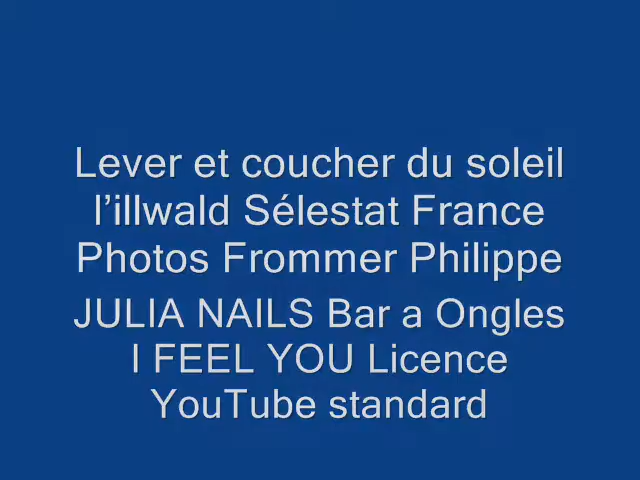 Lever et coucher du soleil
l’illwald Sélestat France
Photos Frommer Philippe
JULIA NAILS Bar a Ongles
I FEEL YOU Licence
YouTube standard